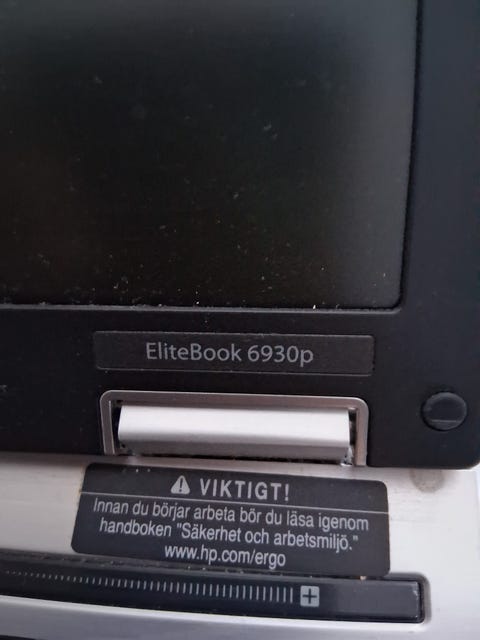 EliteBook 6930p
VIKTIGT!
Innan du börjar arbeta bör du läsa igenom
handboken "Säkerhet och arbetsmiljö."
www.hp.com/ergo